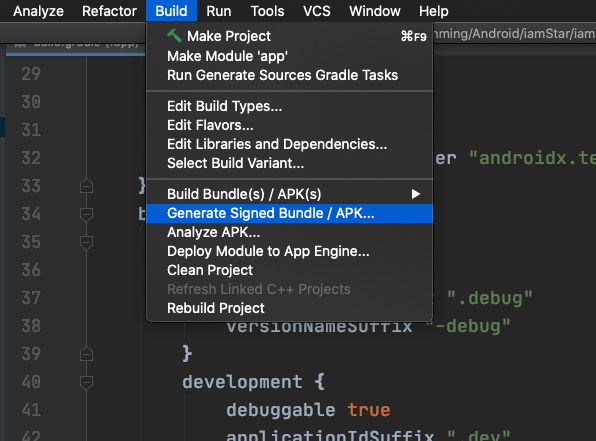 Analyze Refactor Build Run Tools VCS Window Help
Make Project ⌘F9
mming/Android/iamStar/iam
Make Module 'app'
Run Generate Sources Gradle Tasks
29
30
Edit Build Types...
31
Edit Flavors...
Edit Libraries and Dependencies...
32 er "androidx.te
Select Build Variant...
33 }
Build Bundle(s) / APK(s)
34 b
Generate Signed Bundle / APK...
35
Analyze APK...
Deploy Module to App Engine...
Clean Project
Refresh Linked C++ Projects
37 ".debug"
Rebuild Project
38 versionNameSuffix "-debug"
39 }
40 development {
41 debuggable true
42 applicationIdSuffix ".dev"